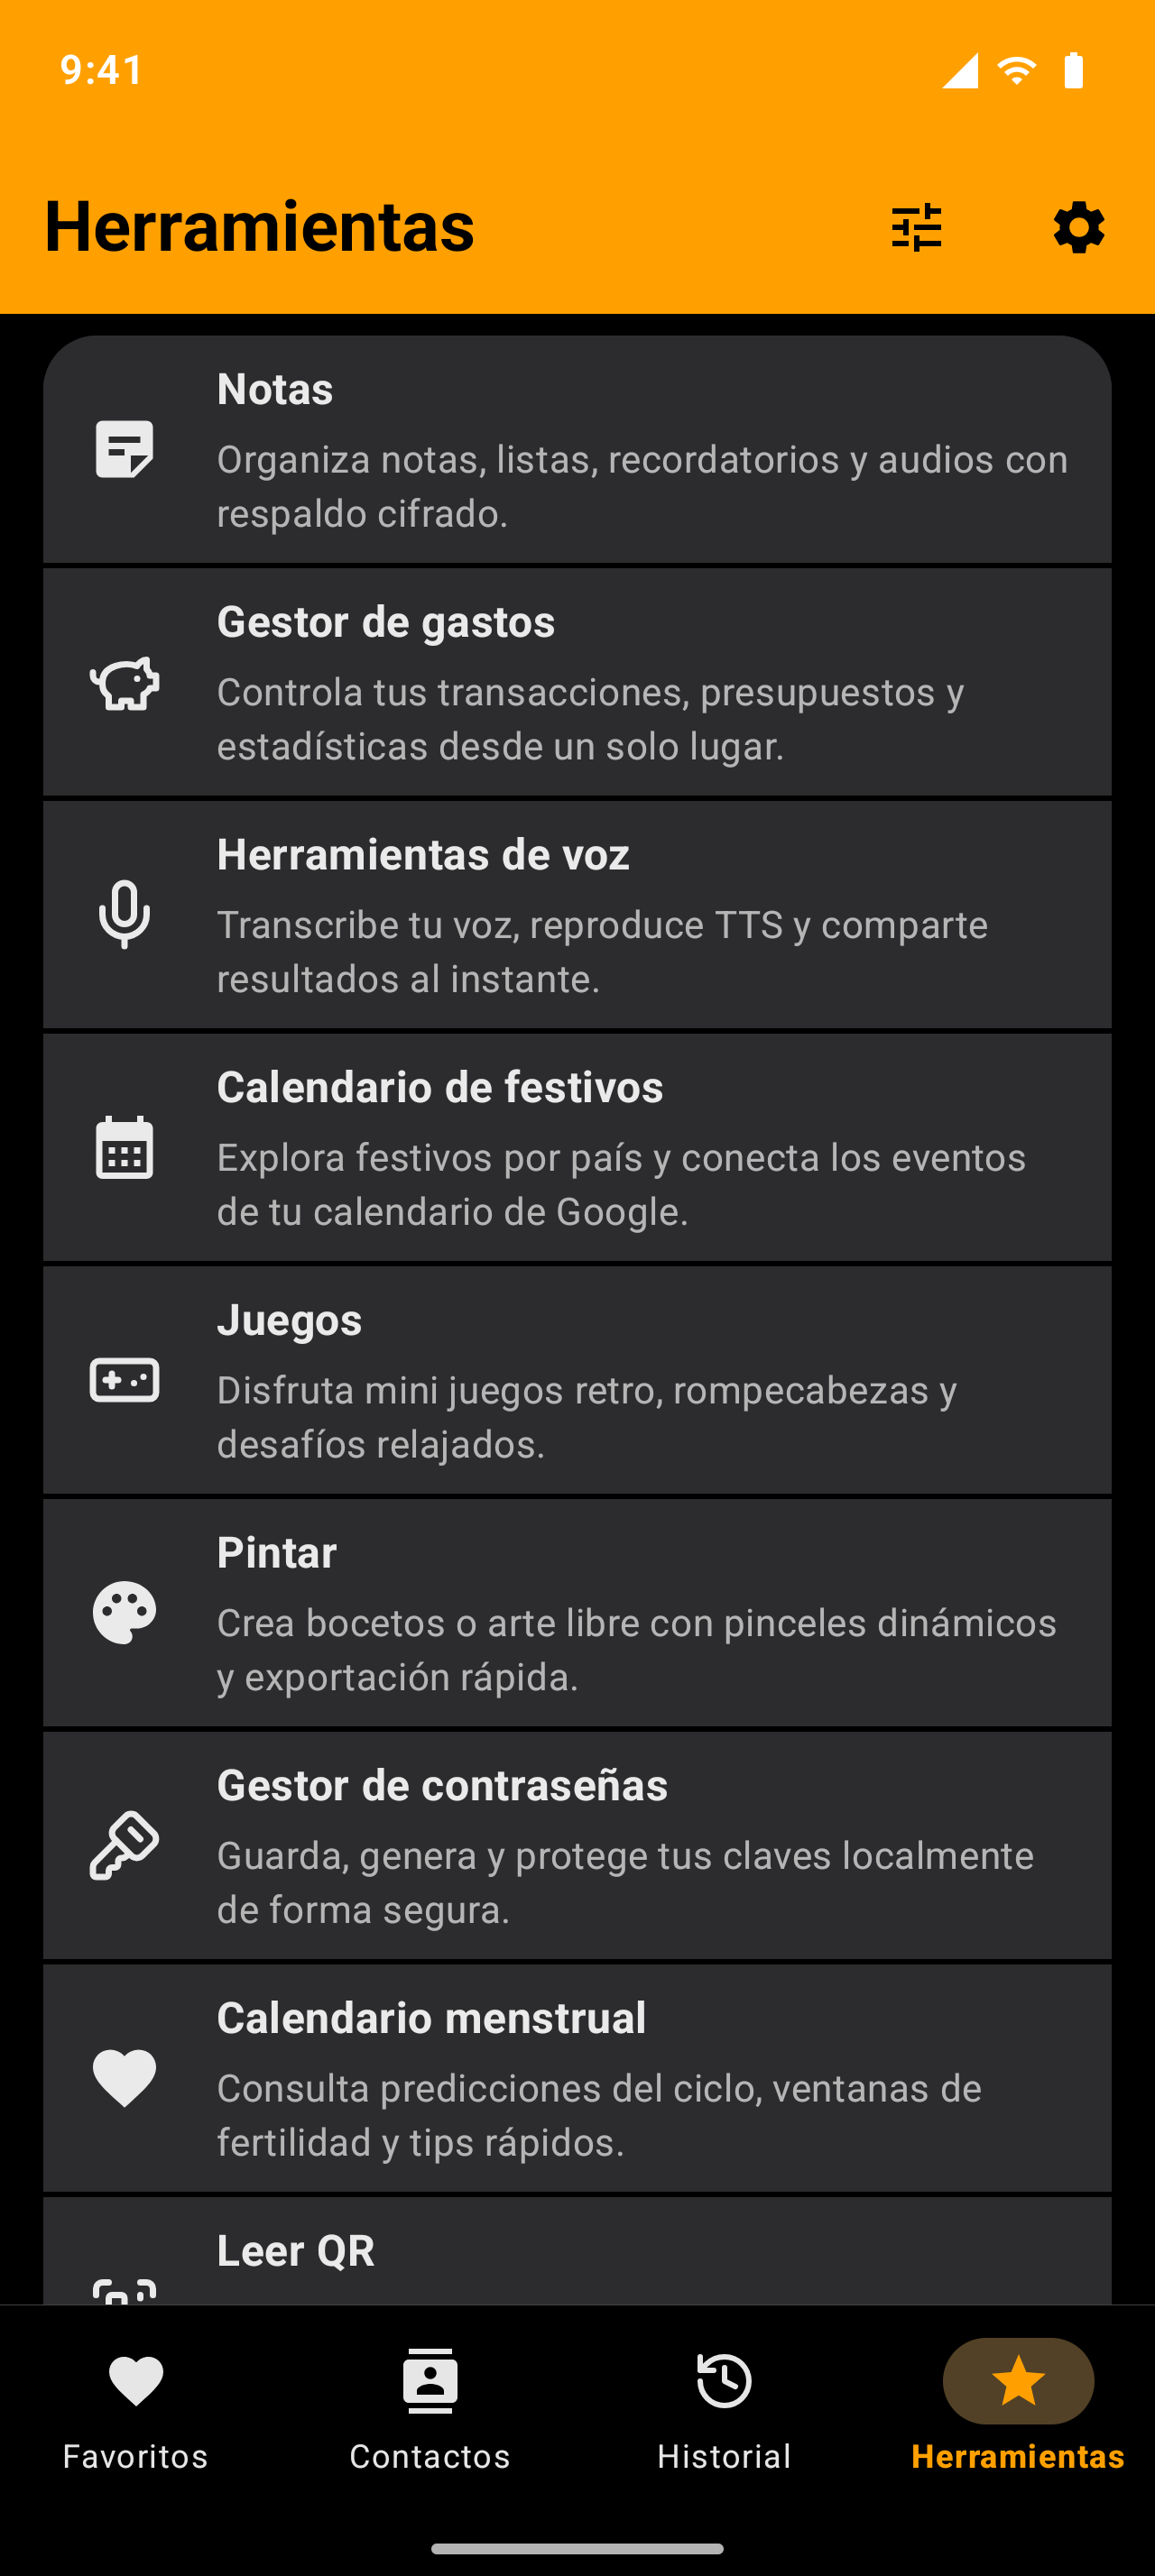 9:41
Herramientas
Notas
Organiza notas, listas, recordatorios y audios con
respaldo cifrado.
Gestor de gastos
Controla tus transacciones, presupuestos y
estadísticas desde un solo lugar.
Herramientas de voz
Transcribe tu voz, reproduce TTS y comparte
resultados al instante.
Calendario de festivos
Explora festivos por país y conecta los eventos
de tu calendario de Google.
Juegos
Disfruta mini juegos retro, rompecabezas y
desafíos relajados.
Pintar
Crea bocetos o arte libre con pinceles dinámicos
y exportación rápida.
Gestor de contraseñas
Guarda, genera y protege tus claves localmente
de forma segura.
Calendario menstrual
Consulta predicciones del ciclo, ventanas de
fertilidad y tips rápidos.
Leer QR
Favoritos
Contactos
Historial
Herramientas